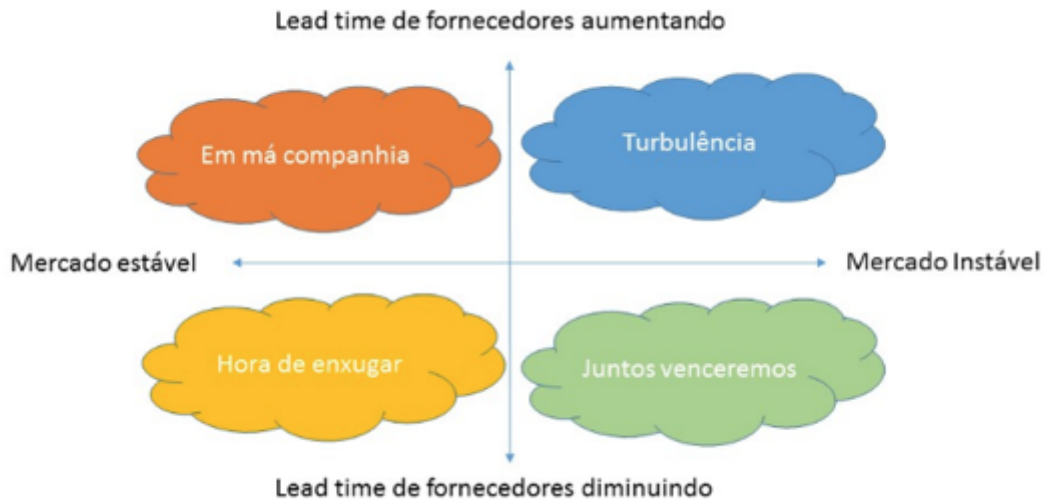 Lead time de fornecedores aumentando
Em má companhia
Turbulência
Mercado estável
Mercado Instável
Hora de enxugar
Juntos venceremos
Lead time de fornecedores diminuindo